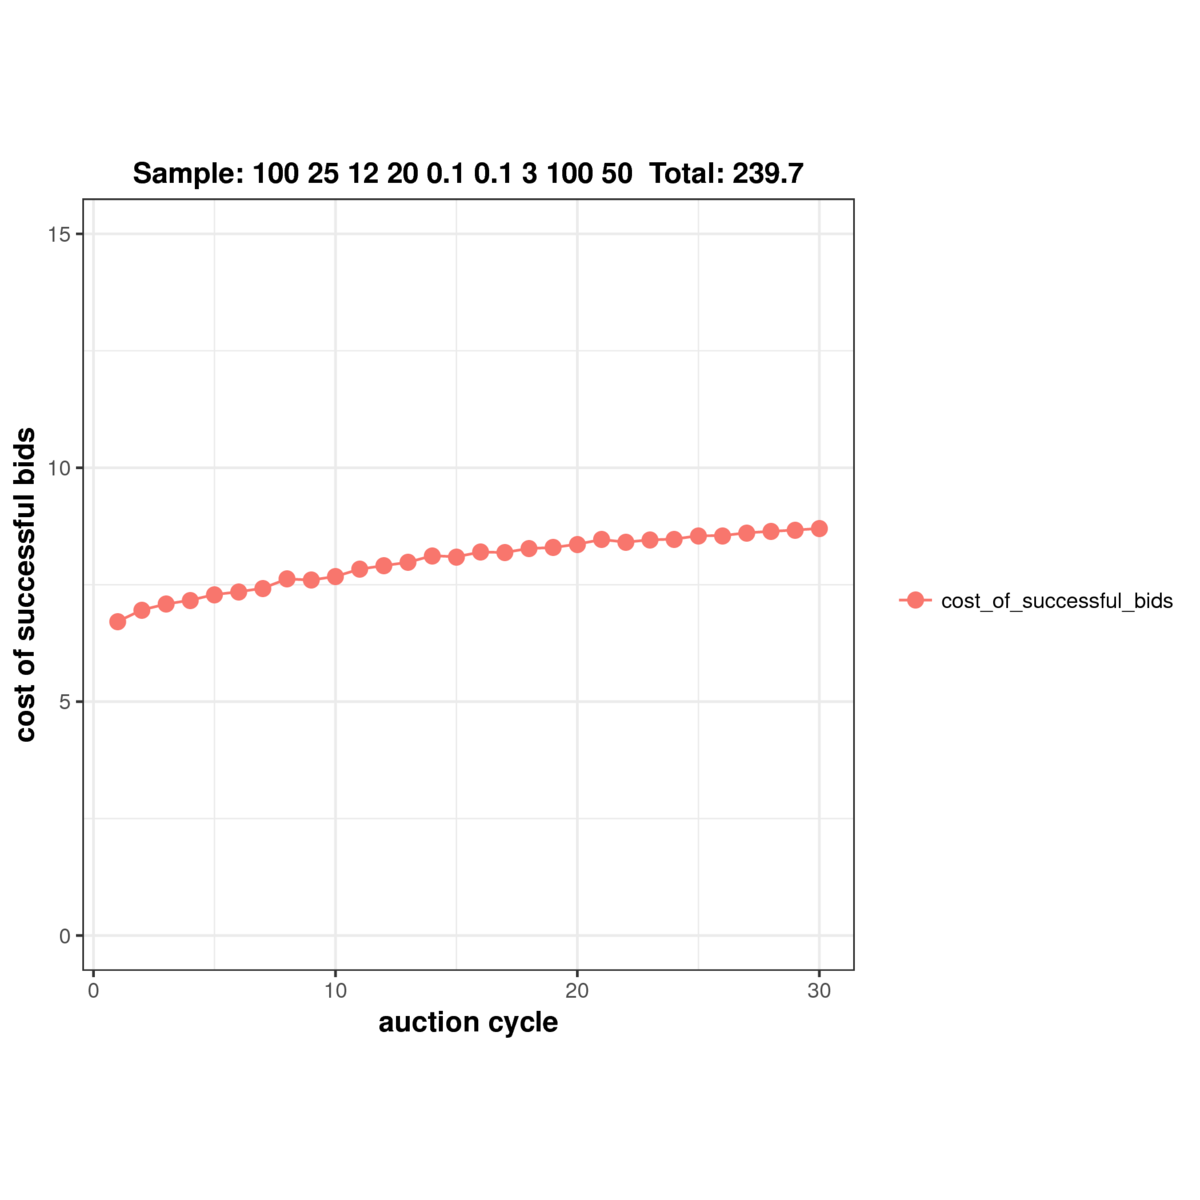 Sample: 100 25 12 20 0.1 0.1 3 100 50  Total: 239.7
15
10
5
0
cost of successful bids
0 10 20 30
auction cycle
cost_of_successful_bids